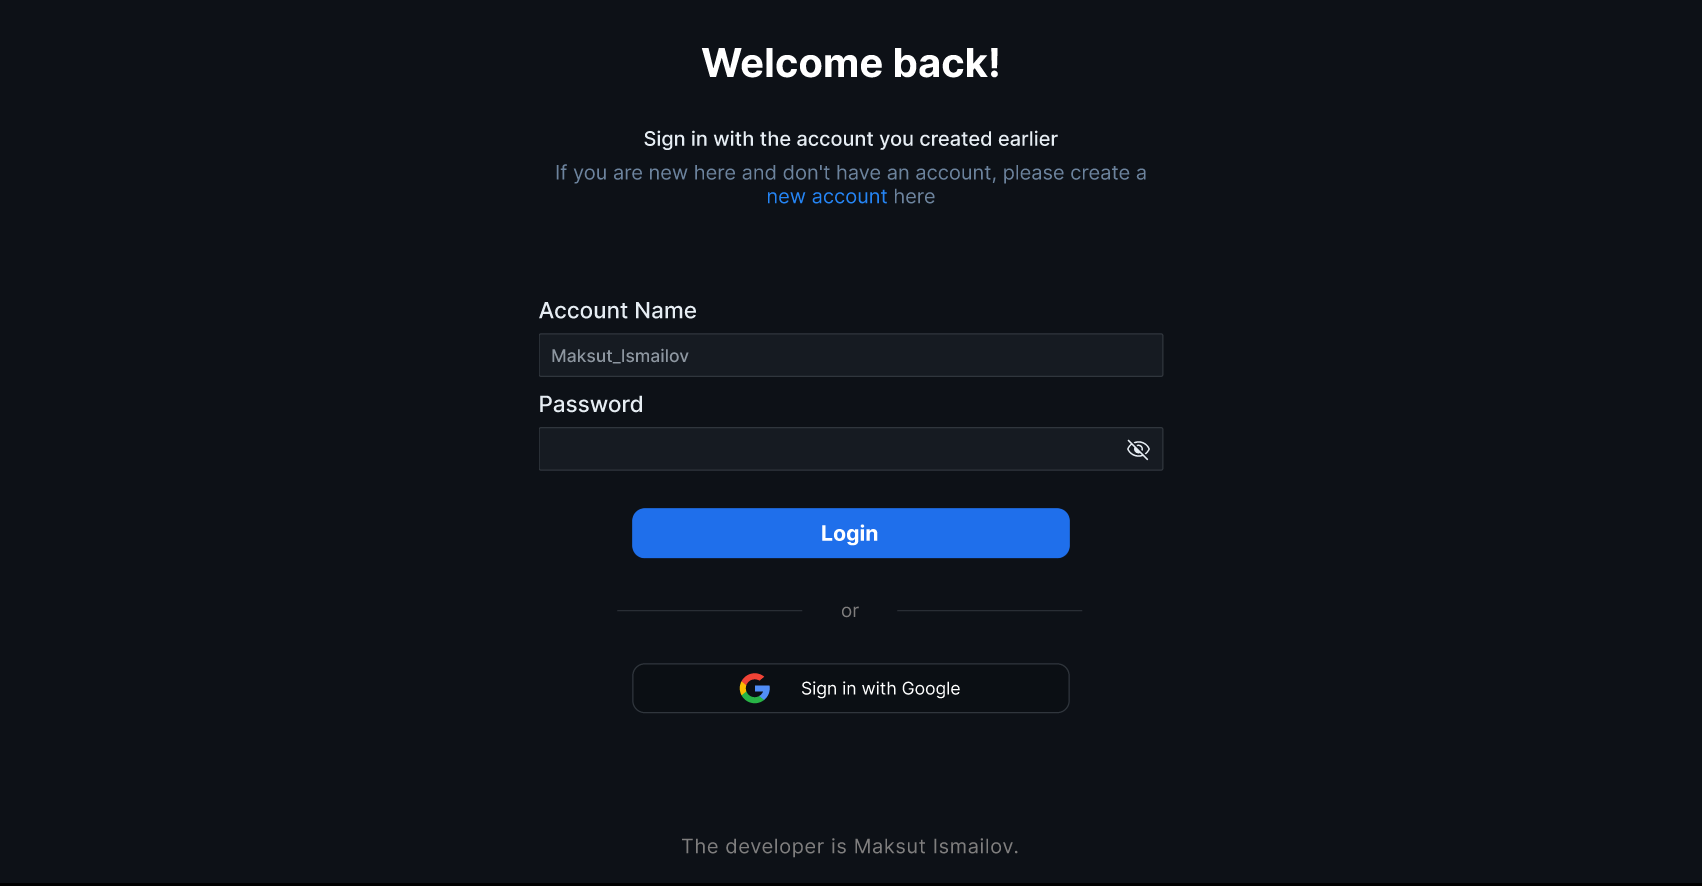 Welcome back!
Sign in with the account you created earlier
If you are new here and don't have an account, please create a
new account here
Account Name
Maksut_Ismailov
Password
Login
or
Sign in with Google
The developer is Maksut Ismailov.